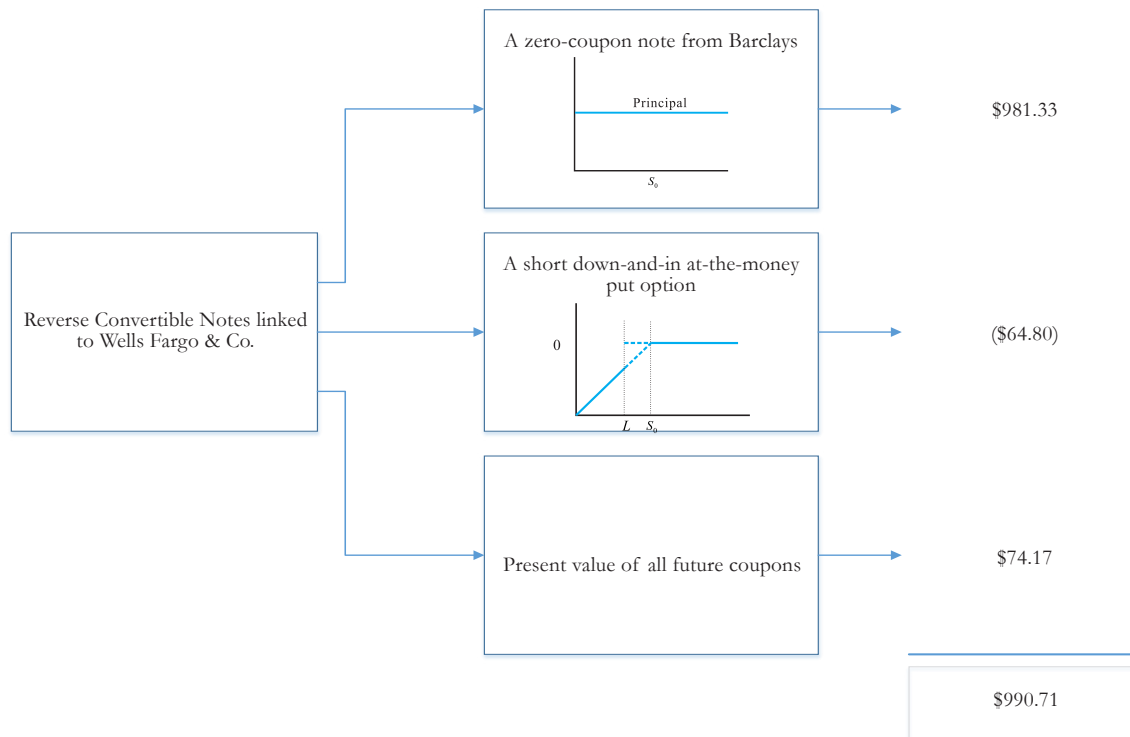 A zero-coupon note from Barclays
Principal
S₀
$981.33
Reverse Convertible Notes linked
to Wells Fargo & Co.
A short down-and-in at-the-money
put option
0
L S₀
($64.80)
Present value of all future coupons
$74.17
$990.71